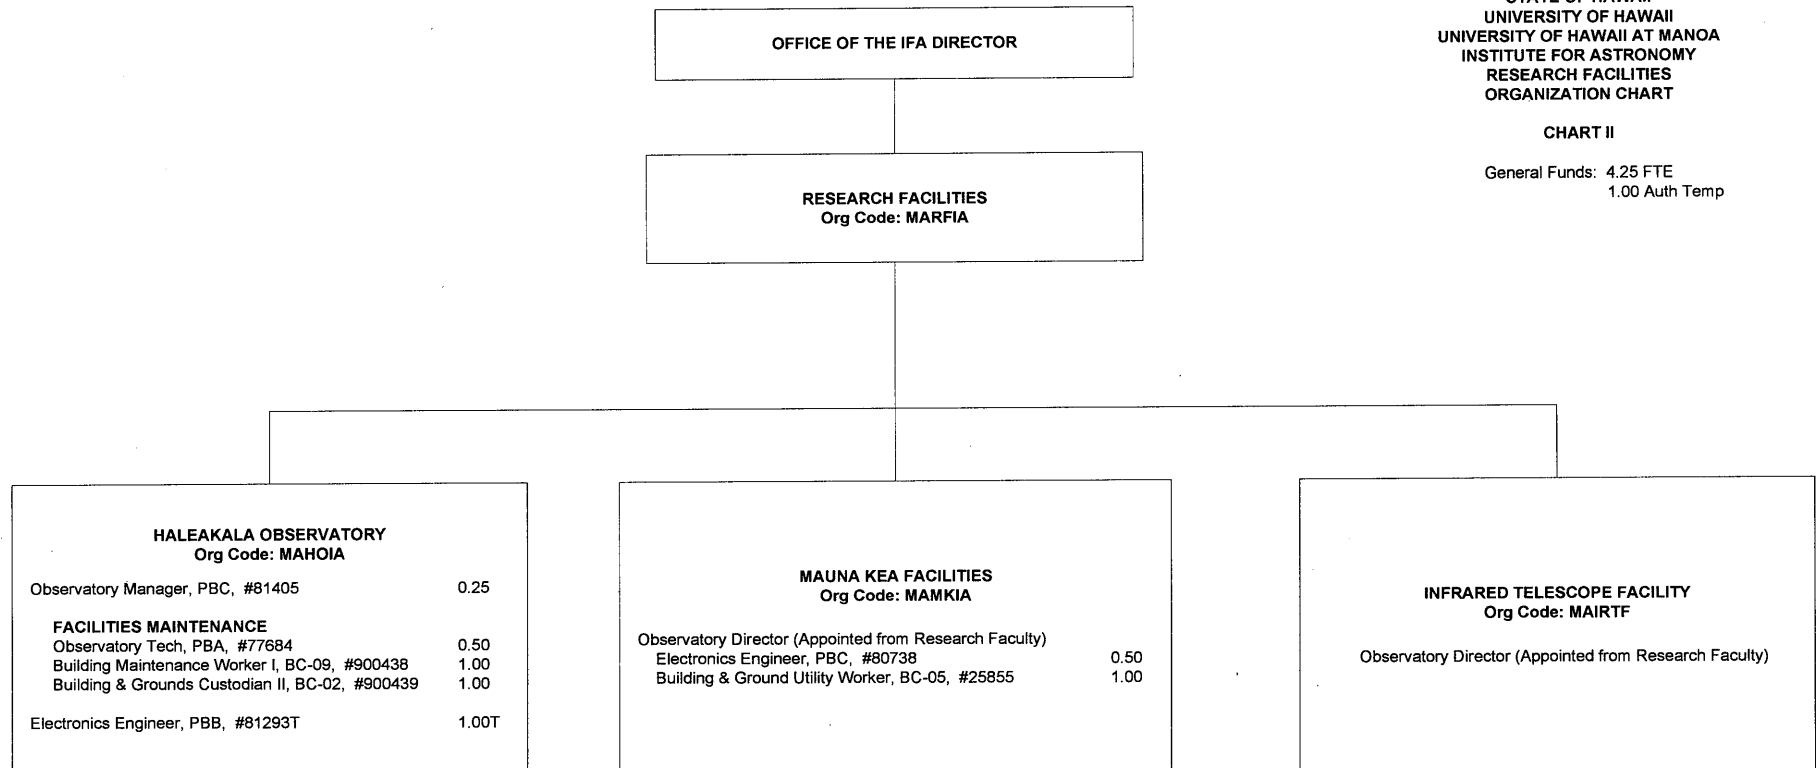 STATE OF HAWAII
UNIVERSITY OF HAWAII
UNIVERSITY OF HAWAII AT MANOA
INSTITUTE FOR ASTRONOMY
RESEARCH FACILITIES
ORGANIZATION CHART
CHART II
General Funds: 4.25 FTE
1.00 Auth Temp
OFFICE OF THE IFA DIRECTOR
RESEARCH FACILITIES
Org Code: MARFIA
HALEAKALA OBSERVATORY
Org Code: MAHOIA
Observatory Manager, PBC, #81405 0.25
FACILITIES MAINTENANCE
Observatory Tech, PBA, #77684 0.50
Building Maintenance Worker I, BC-09, #900438 1.00
Building & Grounds Custodian II, BC-02, #900439 1.00
Electronics Engineer, PBB, #81293T 1.00T
MAUNA KEA FACILITIES
Org Code: MAMKIA
Observatory Director (Appointed from Research Faculty)
Electronics Engineer, PBC, #80738 0.50
Building & Ground Utility Worker, BC-05, #25855 1.00
INFRARED TELESCOPE FACILITY
Org Code: MAIRTF
Observatory Director (Appointed from Research Faculty)